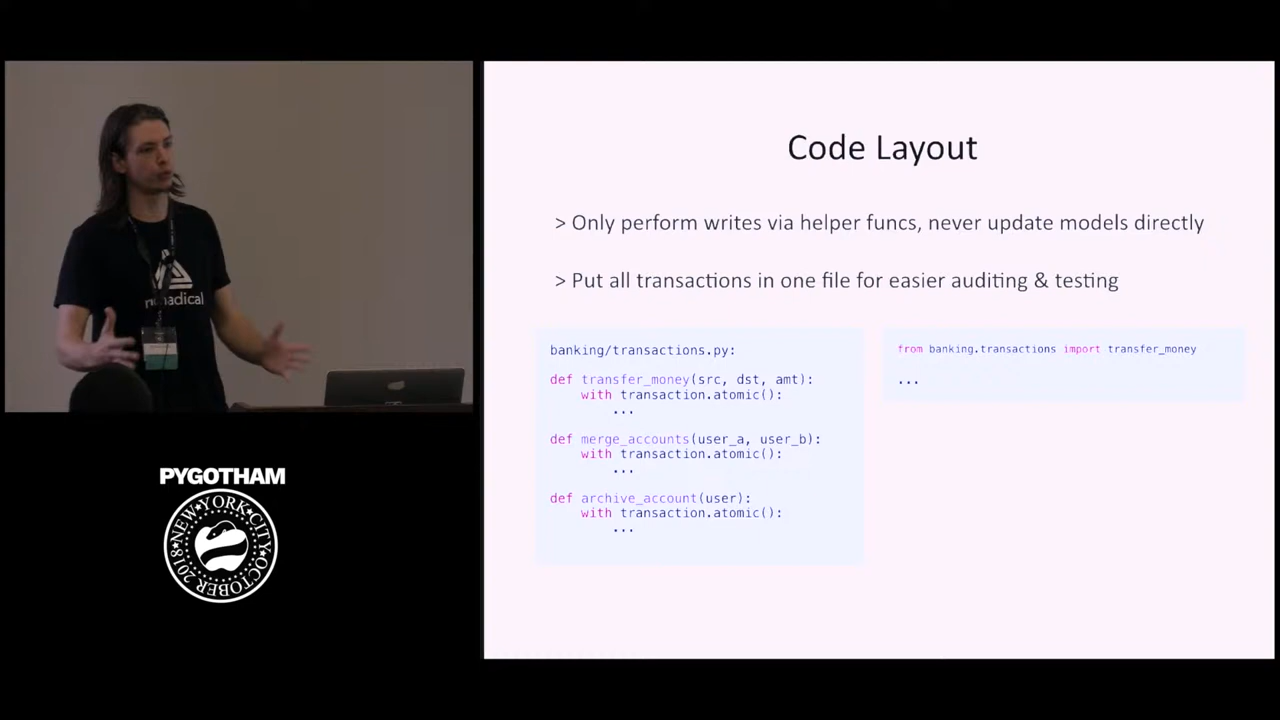 nomadical
PYGOTHAM
NEW YORK CITY OCTOBER 2018
Code Layout
> Only perform writes via helper funcs, never update models directly
> Put all transactions in one file for easier auditing & testing
banking/transactions.py:
def transfer_money(src, dst, amt):
with transaction.atomic():
...
def merge_accounts(user_a, user_b):
with transaction.atomic():
...
def archive_account(user):
with transaction.atomic():
...
from banking.transactions import transfer_money
...